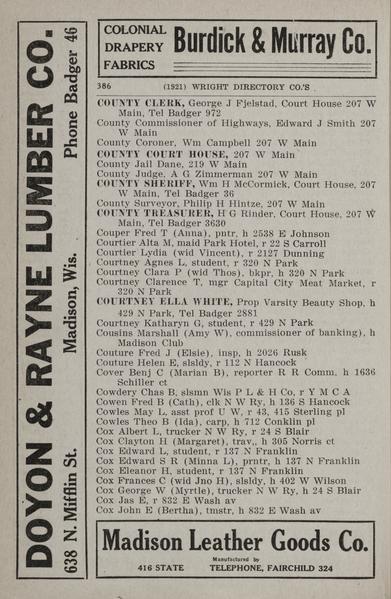 COLONIAL
DRAPERY
FABRICS
Burdick & Murray Co.
386 (1921) WRIGHT DIRECTORY CO.'S
COUNTY CLERK, George J Fjelstad, Court House 207 W
Main, Tel Badger 972
County Commissioner of Highways, Edward J Smith 207
W Main
County Coroner, Wm Campbell 207 W Main
COUNTY COURT HOUSE, 207 W Main
County Jail Dane, 219 W Main
County Judge, A G Zimmerman 207 W Main
COUNTY SHERIFF, Wm H McCormick, Court House, 207
W Main, Tel Badger 36
County Surveyor, Philip H Hintze, 207 W Main
COUNTY TREASURER, H G Rinder, Court House, 207 W
Main, Tel Badger 3630
Couper Fred T (Anna), pntr, h 2538 E Johnson
Courtier Alta M, maid Park Hotel, r 22 S Carroll
Courtier Lydia (wid Vincent), r 2127 Dunning
Courtney Agnes L, student, r 320 N Park
Courtney Clara P (wid Thos), bkpr, h 320 N Park
Courtney Clarence T, mgr Capital City Meat Market, r
320 N Park
COURTNEY ELLA WHITE, Prop Varsity Beauty Shop, h
429 N Park, Tel Badger 2881
Courtney Katharyn G, student, r 429 N Park
Cousins Marshall (Amy W), commissioner of banking), h
Madison Club
Couture Fred J (Elsie), insp, h 2026 Rusk
Couture Helen E, slsldy, r 112 N Hancock
Cover Benj C (Marian B), reporter R R Comm, h 1636
Schiller ct
Cowdery Chas B, slsmn Wis P L & H Co, r Y M C A
Cowen Fred B (Cath), clk N W Ry, h 136 S Hancock
Cowles May L, asst prof U W, r 43, 415 Sterling pl
Cowles Theo B (Ida), carp, h 712 Conklin pl
Cox Albert L, trucker N W Ry, r 24 S Blair
Cox Clayton H (Margaret), trav,, h 305 Norris ct
Cox Edward L, student, r 137 N Franklin
Cox Edward S R (Minna L), prntr, h 137 N Franklin
Cox Eleanor H, student, r 137 N Franklin
Cox Frances C (wid Jno H), slsldy, h 402 W Wilson
Cox George W (Myrtle), trucker N W Ry, h 24 S Blair
Cox Jas E, r 832 E Wash av
Cox John E (Bertha), tmstr, h 832 E Wash av
Madison Leather Goods Co.
Manufactured by
416 STATE TELEPHONE, FAIRCHILD 324
DOYON & RAYNE LUMBER CO.
638 N. Mifflin St. Madison, Wis. Phone Badger 46